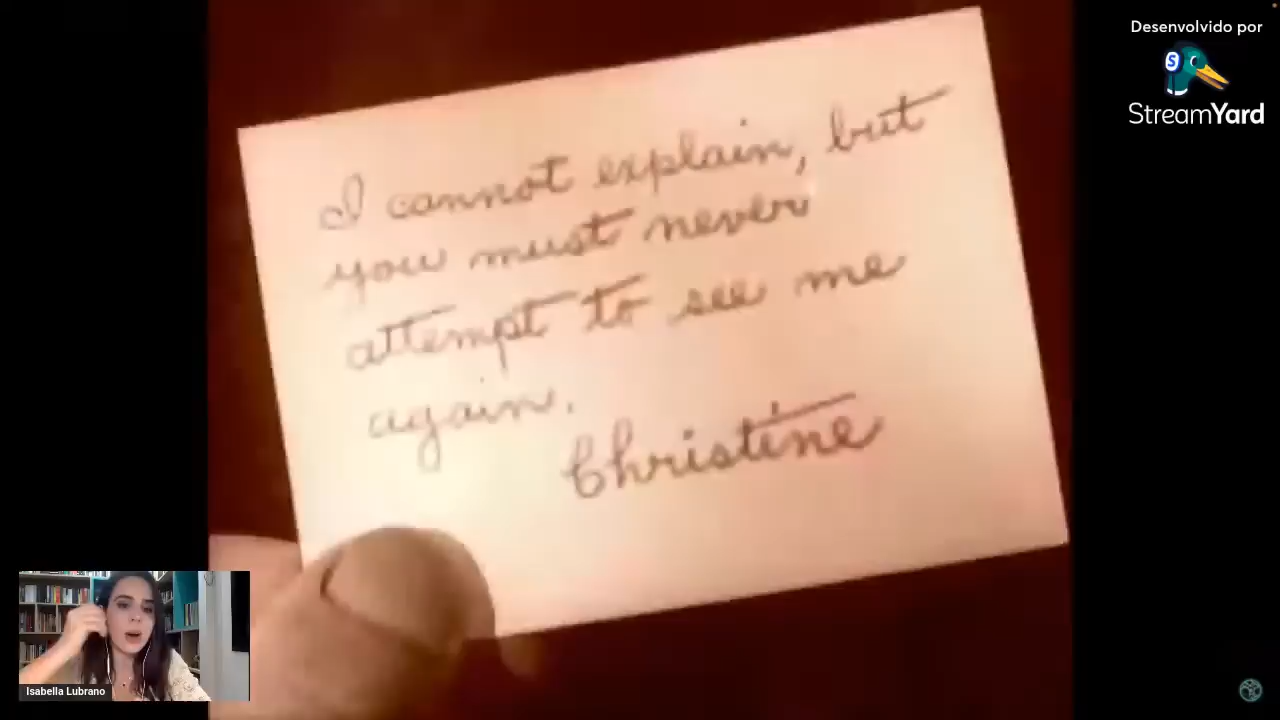 Desenvolvido por
StreamYard
I cannot explain, but
you must never
attempt to see me
again.
Christine
Isabella Lubrano